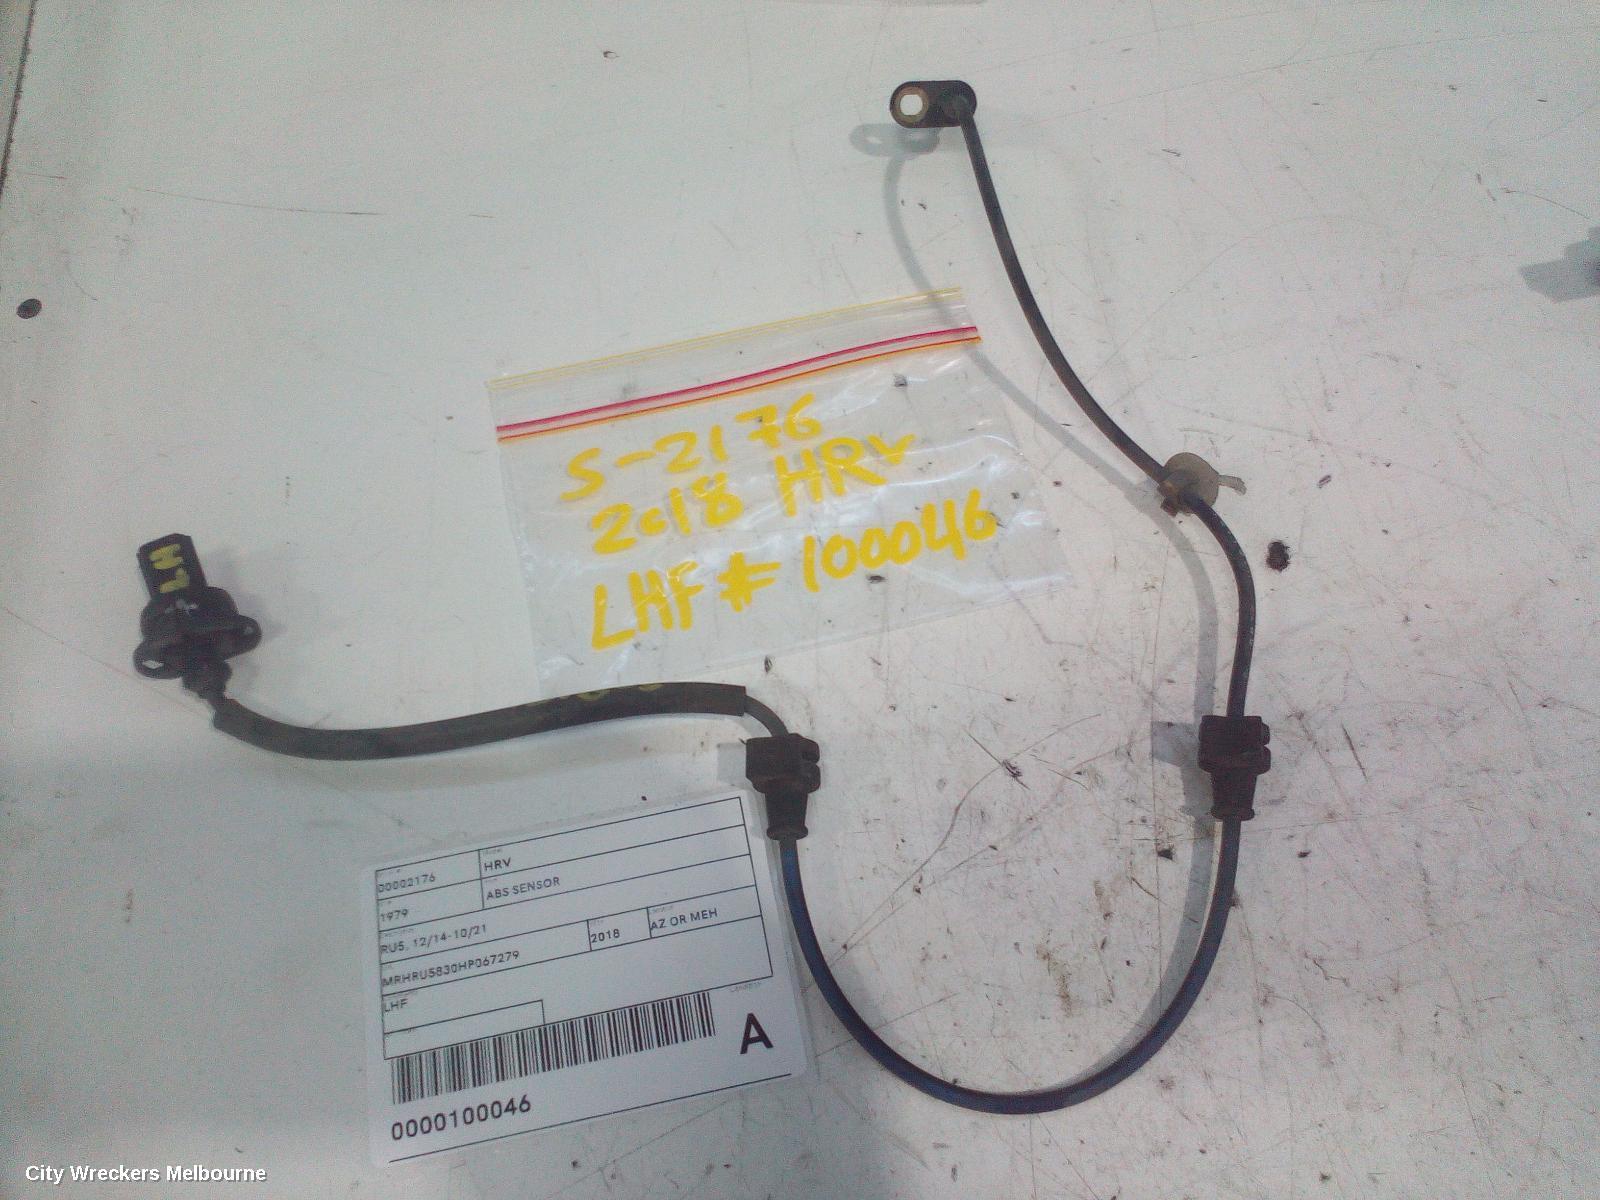 S-2176
2018 HRV
LHF # 100046
LH
00002176
HRV
1979
ABS SENSOR
RU5, 12/14-10/21
MRHRU5830HP067279
2018
AZ OR MEH
LHF
A
0000100046
City Wreckers Melbourne